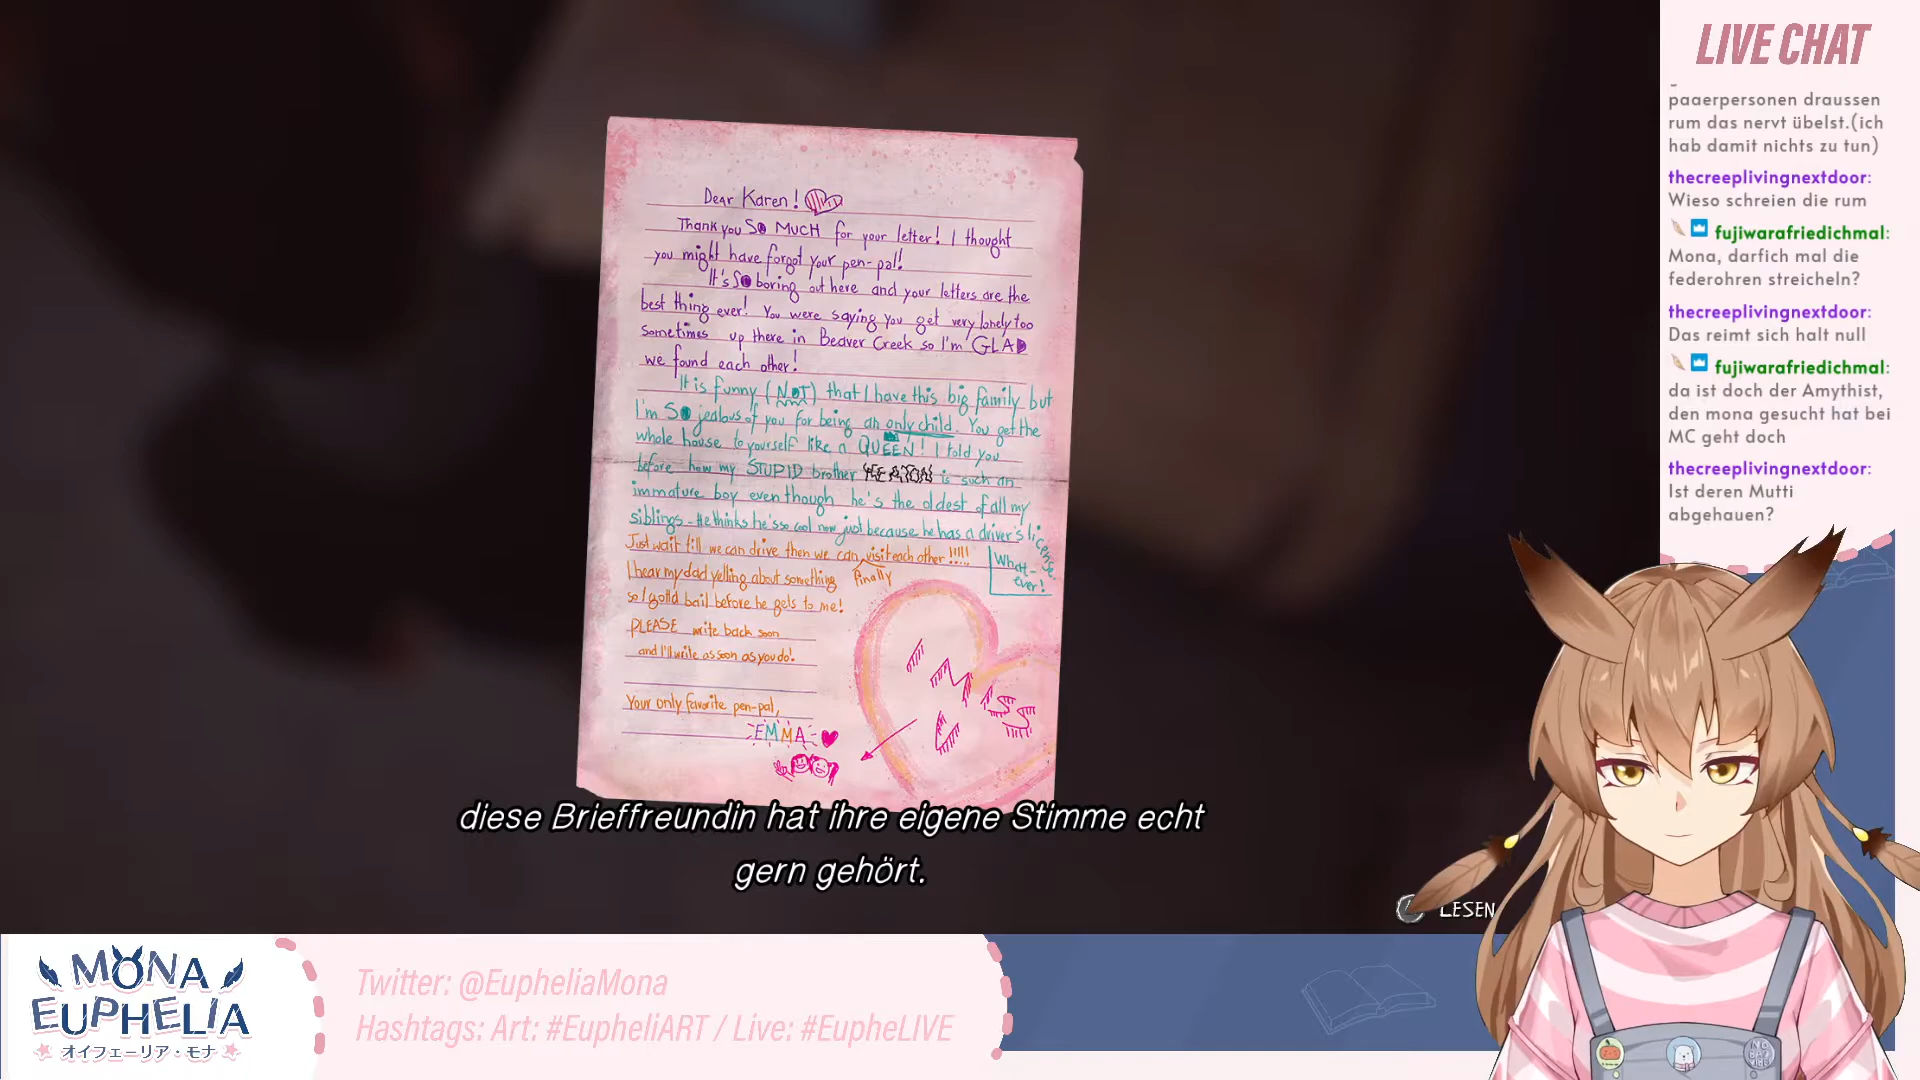 Dear Karen!
Thank you SO MUCH for your letter! I thought
you might have forgot your pen-pal!
It's SO boring out here and your letters are the
best thing ever! You were saying you get very lonely too
sometimes up there in Beaver Creek so I'm GLAD
we found each other!
It is funny (NOT) that I have this big family but
I'm SO jealous of you for being an only child. You get the
whole house to yourself like a QUEEN! I told you
before how my STUPID brother is such an
immature boy even though he's the oldest of all my
siblings - He thinks he's so cool now just because he has a driver's license.
What-
ever!
Just wait till we can drive then we can finally visit each other!!!!!
I hear my dad yelling about something
so I gotta bail before he gets to me!
PLEASE write back soon
and I'll write as soon as you do!
Your only favorite pen-pal,
EMMA
I MISS
U
diese Brieffreundin hat ihre eigene Stimme echt
gern gehört.
LESEN
LIVE CHAT
paaerpersonen draussen
rum das nervt übelst.(ich
hab damit nichts zu tun)
thecreeplivingnextdoor:
Wieso schreien die rum
fujiwarafriedichmal:
Mona, darfich mal die
federohren streicheln?
thecreeplivingnextdoor:
Das reimt sich halt null
fujiwarafriedichmal:
da ist doch der Amythist,
den mona gesucht hat bei
MC geht doch
thecreeplivingnextdoor:
Ist deren Mutti
abgehauen?
MONA
EUPHELIA
オイフェーリア・モナ
Twitter: @EupheliaMona
Hashtags: Art: #EupheliART / Live: #EupheLIVE